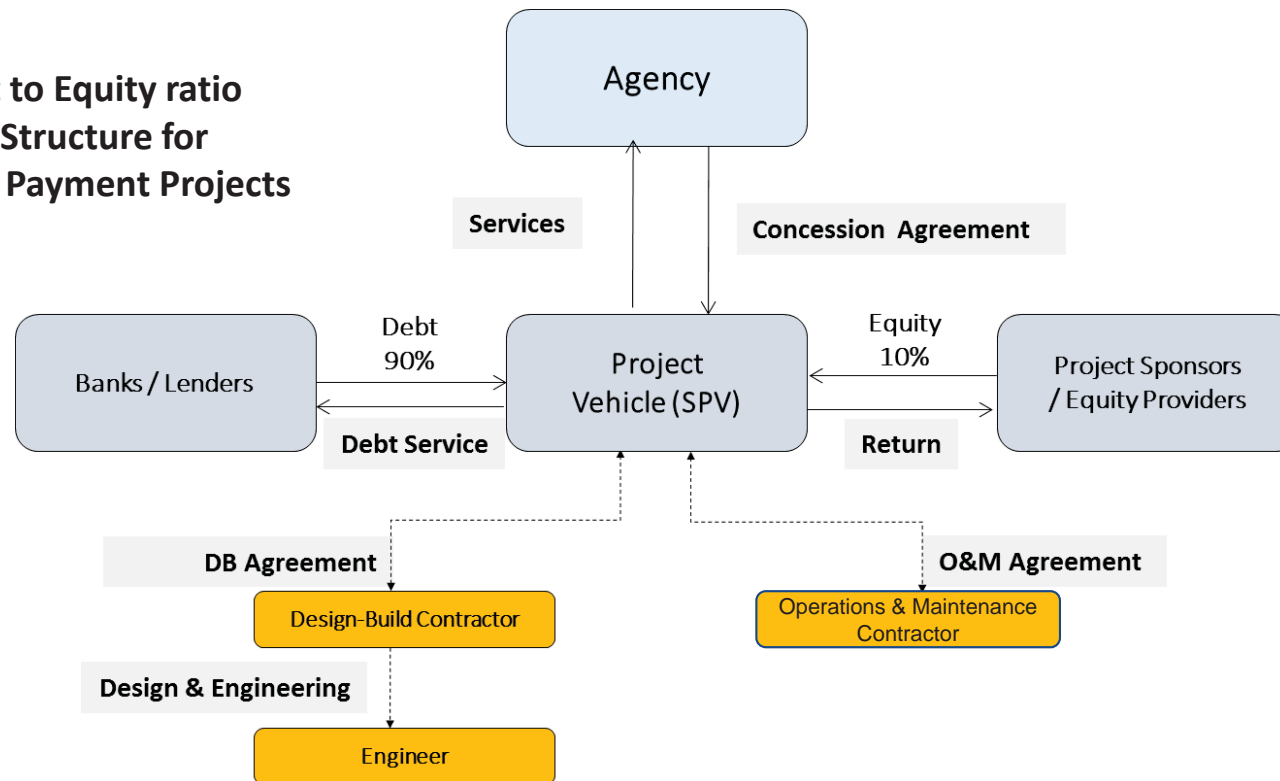 to Equity ratio
Structure for
Payment Projects
Agency
Services
Concession Agreement
Banks / Lenders
Debt
90%
Debt Service
Project
Vehicle (SPV)
Equity
10%
Return
Project Sponsors
/ Equity Providers
DB Agreement
O&M Agreement
Design-Build Contractor
Operations & Maintenance
Contractor
Design & Engineering
Engineer